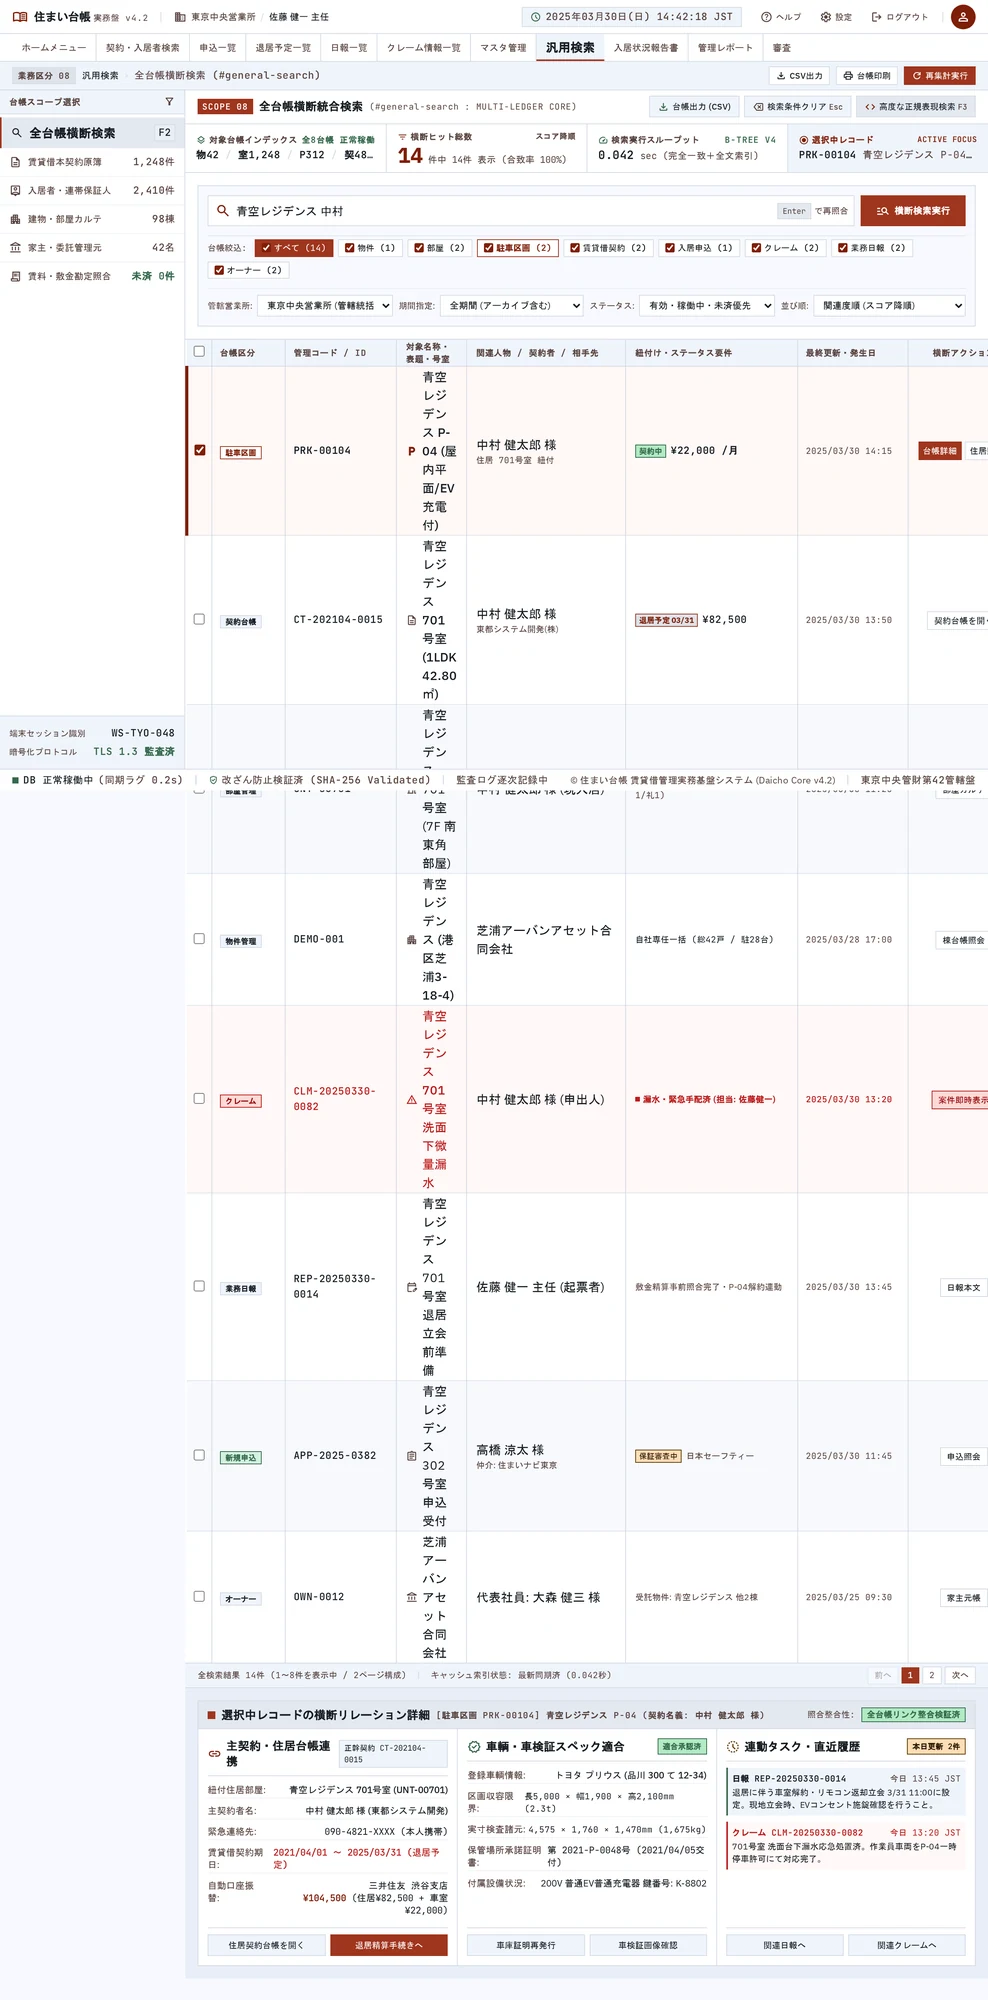 住まい台帳 実務盤 v4.2
東京中央営業所 / 佐藤 健一 主任
2025年03月30日(日) 14:42:18 JST
ヘルプ
設定
ログアウト
ホームメニュー
契約・入居者検索
申込一覧
退居予定一覧
日報一覧
クレーム情報一覧
マスタ管理
汎用検索
入居状況報告書
管理レポート
審査
業務区分 08
汎用検索
全台帳横断検索 (#general-search)
CSV出力
台帳印刷
再集計実行
台帳スコープ選択
全台帳横断検索 F2
賃貸借本契約原簿 1,248件
入居者・連帯保証人 2,410件
建物・部屋カルテ 98棟
家主・委託管理元 42名
賃料・敷金勘定照合 未済 0件
端末セッション識別 WS-TYO-048
暗号化プロトコル TLS 1.3 監査済
SCOPE 08
全台帳横断統合検索 (#general-search : MULTI-LEDGER CORE)
台帳出力 (CSV)
検索条件クリア Esc
高度な正規表現検索 F3
対象台帳インデックス 全8台帳 正常稼働
物42 / 室1,248 / P312 / 契48…
横断ヒット総数 スコア降順
14 件中 14件 表示 (合致率 100%)
検索実行スループット B-TREE V4
0.042 sec (完全一致+全文索引)
選択中レコード ACTIVE FOCUS
PRK-00104 青空レジデンス P-04…
青空レジデンス 中村
Enter で再照合
横断検索実行
台帳絞込:
すべて (14)
物件 (1)
部屋 (2)
駐車区画 (2)
賃貸借契約 (2)
入居申込 (1)
クレーム (2)
業務日報 (2)
オーナー (2)
管轄営業所: 東京中央営業所 (管轄統括
期間指定: 全期間 (アーカイブ含む)
ステータス: 有効・稼働中・未済優先
並び順: 関連度順 (スコア降順)
台帳区分
管理コード / ID
対象名称・
表題・号室
関連人物 / 契約者 / 相手先
紐付け・ステータス要件
最終更新・発生日
横断アクショ
駐車区画
PRK-00104
P
青空
レジ
デン
ス P-
04 (屋
内平
面/EV
充電
付)
中村 健太郎 様
住居 701号室 紐付
契約中 ¥22,000 /月
2025/03/30 14:15
台帳詳細
住居
契約台帳
CT-202104-0015
青空
レジ
デン
ス
701
号室
(1LDK
42.80
㎡)
中村 健太郎 様
東都システム開発(株)
退居予定 03/31 ¥82,500
2025/03/30 13:50
契約台帳を開
青空
レジ
デン
DB 正常稼働中 (同期ラグ 0.2s)
改ざん防止検証済 (SHA-256 Validated)
監査ログ逐次記録中
© 住まい台帳 賃貸借管理実務基盤システム (Daicho Core v4.2)
東京中央管財第42管轄盤
701
号室
(7F 南
東角
部屋)
1/礼1)
物件管理
DEMO-001
青空
レジ
デン
ス (港
区芝
浦3-
18-4)
芝浦アーバンアセット合
同会社
自社専任一括 (総42戸 / 駐28台)
2025/03/28 17:00
棟台帳照会
クレーム
CLM-20250330-
0082
青空
レジ
デン
ス
701
号室
洗面
下微
量漏
水
中村 健太郎 様 (申出人)
漏水・緊急手配済 (担当: 佐藤健一)
2025/03/30 13:20
案件即時表示
業務日報
REP-20250330-
0014
青空
レジ
デン
ス
701
号室
退居
立会
前準
備
佐藤 健一 主任 (起票者)
敷金精算事前照合完了・P-04解約連動
2025/03/30 13:45
日報本文
新規申込
APP-2025-0382
青空
レジ
デン
ス
302
号室
申込
受付
高橋 涼太 様
仲介: 住まいナビ東京
保証審査中 日本セーフティー
2025/03/30 11:45
申込照会
オーナー
OWN-0012
芝浦
アー
バン
アセ
ット
合同
会社
代表社員: 大森 健三 様
受託物件: 青空レジデンス 他2棟
2025/03/25 09:30
家主元帳
全検索結果 14件 (1〜8件を表示中 / 2ページ構成)
キャッシュ索引状態: 最新同期済 (0.042秒)
前へ
1
2
次へ
選択中レコードの横断リレーション詳細 [駐車区画 PRK-00104] 青空レジデンス P-04 (契約名義: 中村 健太郎 様)
照合整合性: 全台帳リンク整合検証済
主契約・住居台帳連
携
正幹契約 CT-202104-
0015
紐付住居部屋: 青空レジデンス 701号室 (UNT-00701)
主契約者名: 中村 健太郎 様 (東都システム開発)
緊急連絡先: 090-4821-XXXX (本人携帯)
賃貸借契約期
日:
2021/04/01 〜 2025/03/31 (退居予
定)
自動口座振
替:
三井住友 渋谷支店
¥104,500 (住居¥82,500 + 車室
¥22,000)
住居契約台帳を開く
退居精算手続きへ
車輌・車検証スペック適合
適合承認済
登録車輌情報: トヨタ プリウス (品川 300 て 12-34)
区画収容限
界:
長5,000 × 幅1,900 × 高2,100mm
(2.3t)
実寸検査諸元: 4,575 × 1,760 × 1,470mm (1,675kg)
保管場所承諾証明
書:
第 2021-P-0048号 (2021/04/05交
付)
付属設備状況: 200V 普通EV普通充電器 鍵番号: K-8802
車庫証明再発行
車検証画像確認
連動タスク・直近履歴
本日更新 2件
日報 REP-20250330-0014 今日 13:45 JST
退居に伴う車室解約・リモコン返却立会 3/31 11:00に設
定。現地立会時、EVコンセント施錠確認を行うこと。
クレーム CLM-20250330-0082 今日 13:20 JST
701号室 洗面台下漏水応急処置済。作業員車両をP-04一時
停車許可にて対応完了。
関連日報へ
関連クレームへ